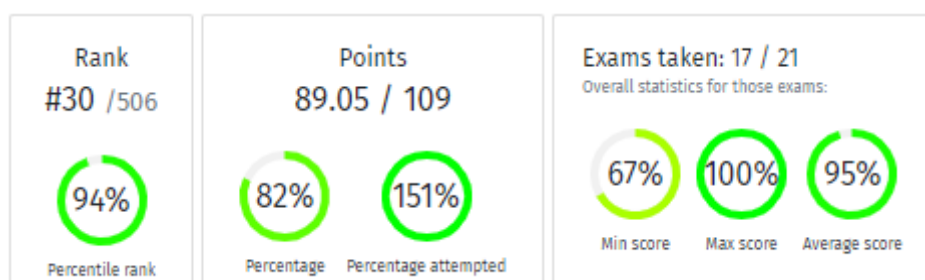 Rank
#30 /506
94%
Percentile rank
Points
89.05 / 109
82%
151%
Percentage
Percentage attempted
Exams taken: 17 / 21
Overall statistics for those exams:
67%
100%
95%
Min score
Max score
Average score